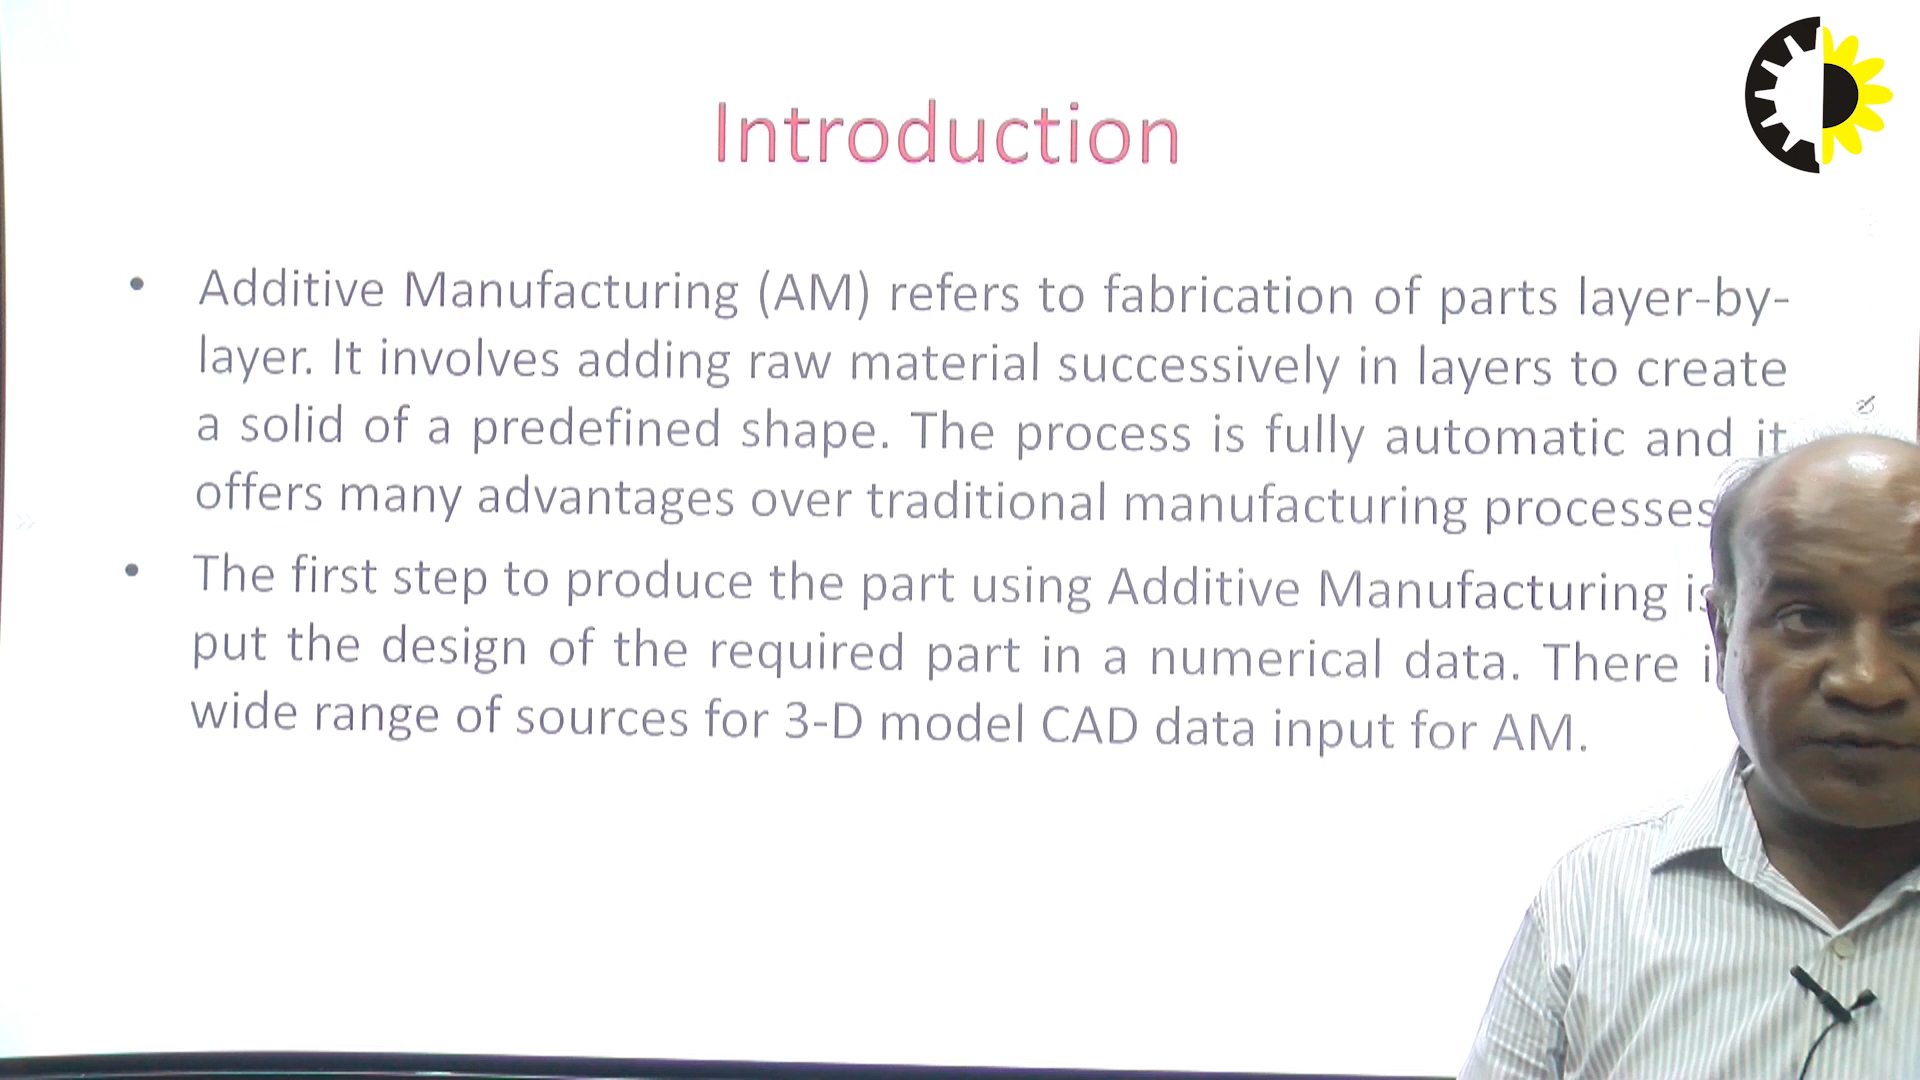 Introduction
• Additive Manufacturing (AM) refers to fabrication of parts layer-by-
layer. It involves adding raw material successively in layers to create
a solid of a predefined shape. The process is fully automatic and it
offers many advantages over traditional manufacturing processes
• The first step to produce the part using Additive Manufacturing is
put the design of the required part in a numerical data. There
wide range of sources for 3-D model CAD data input for AM.